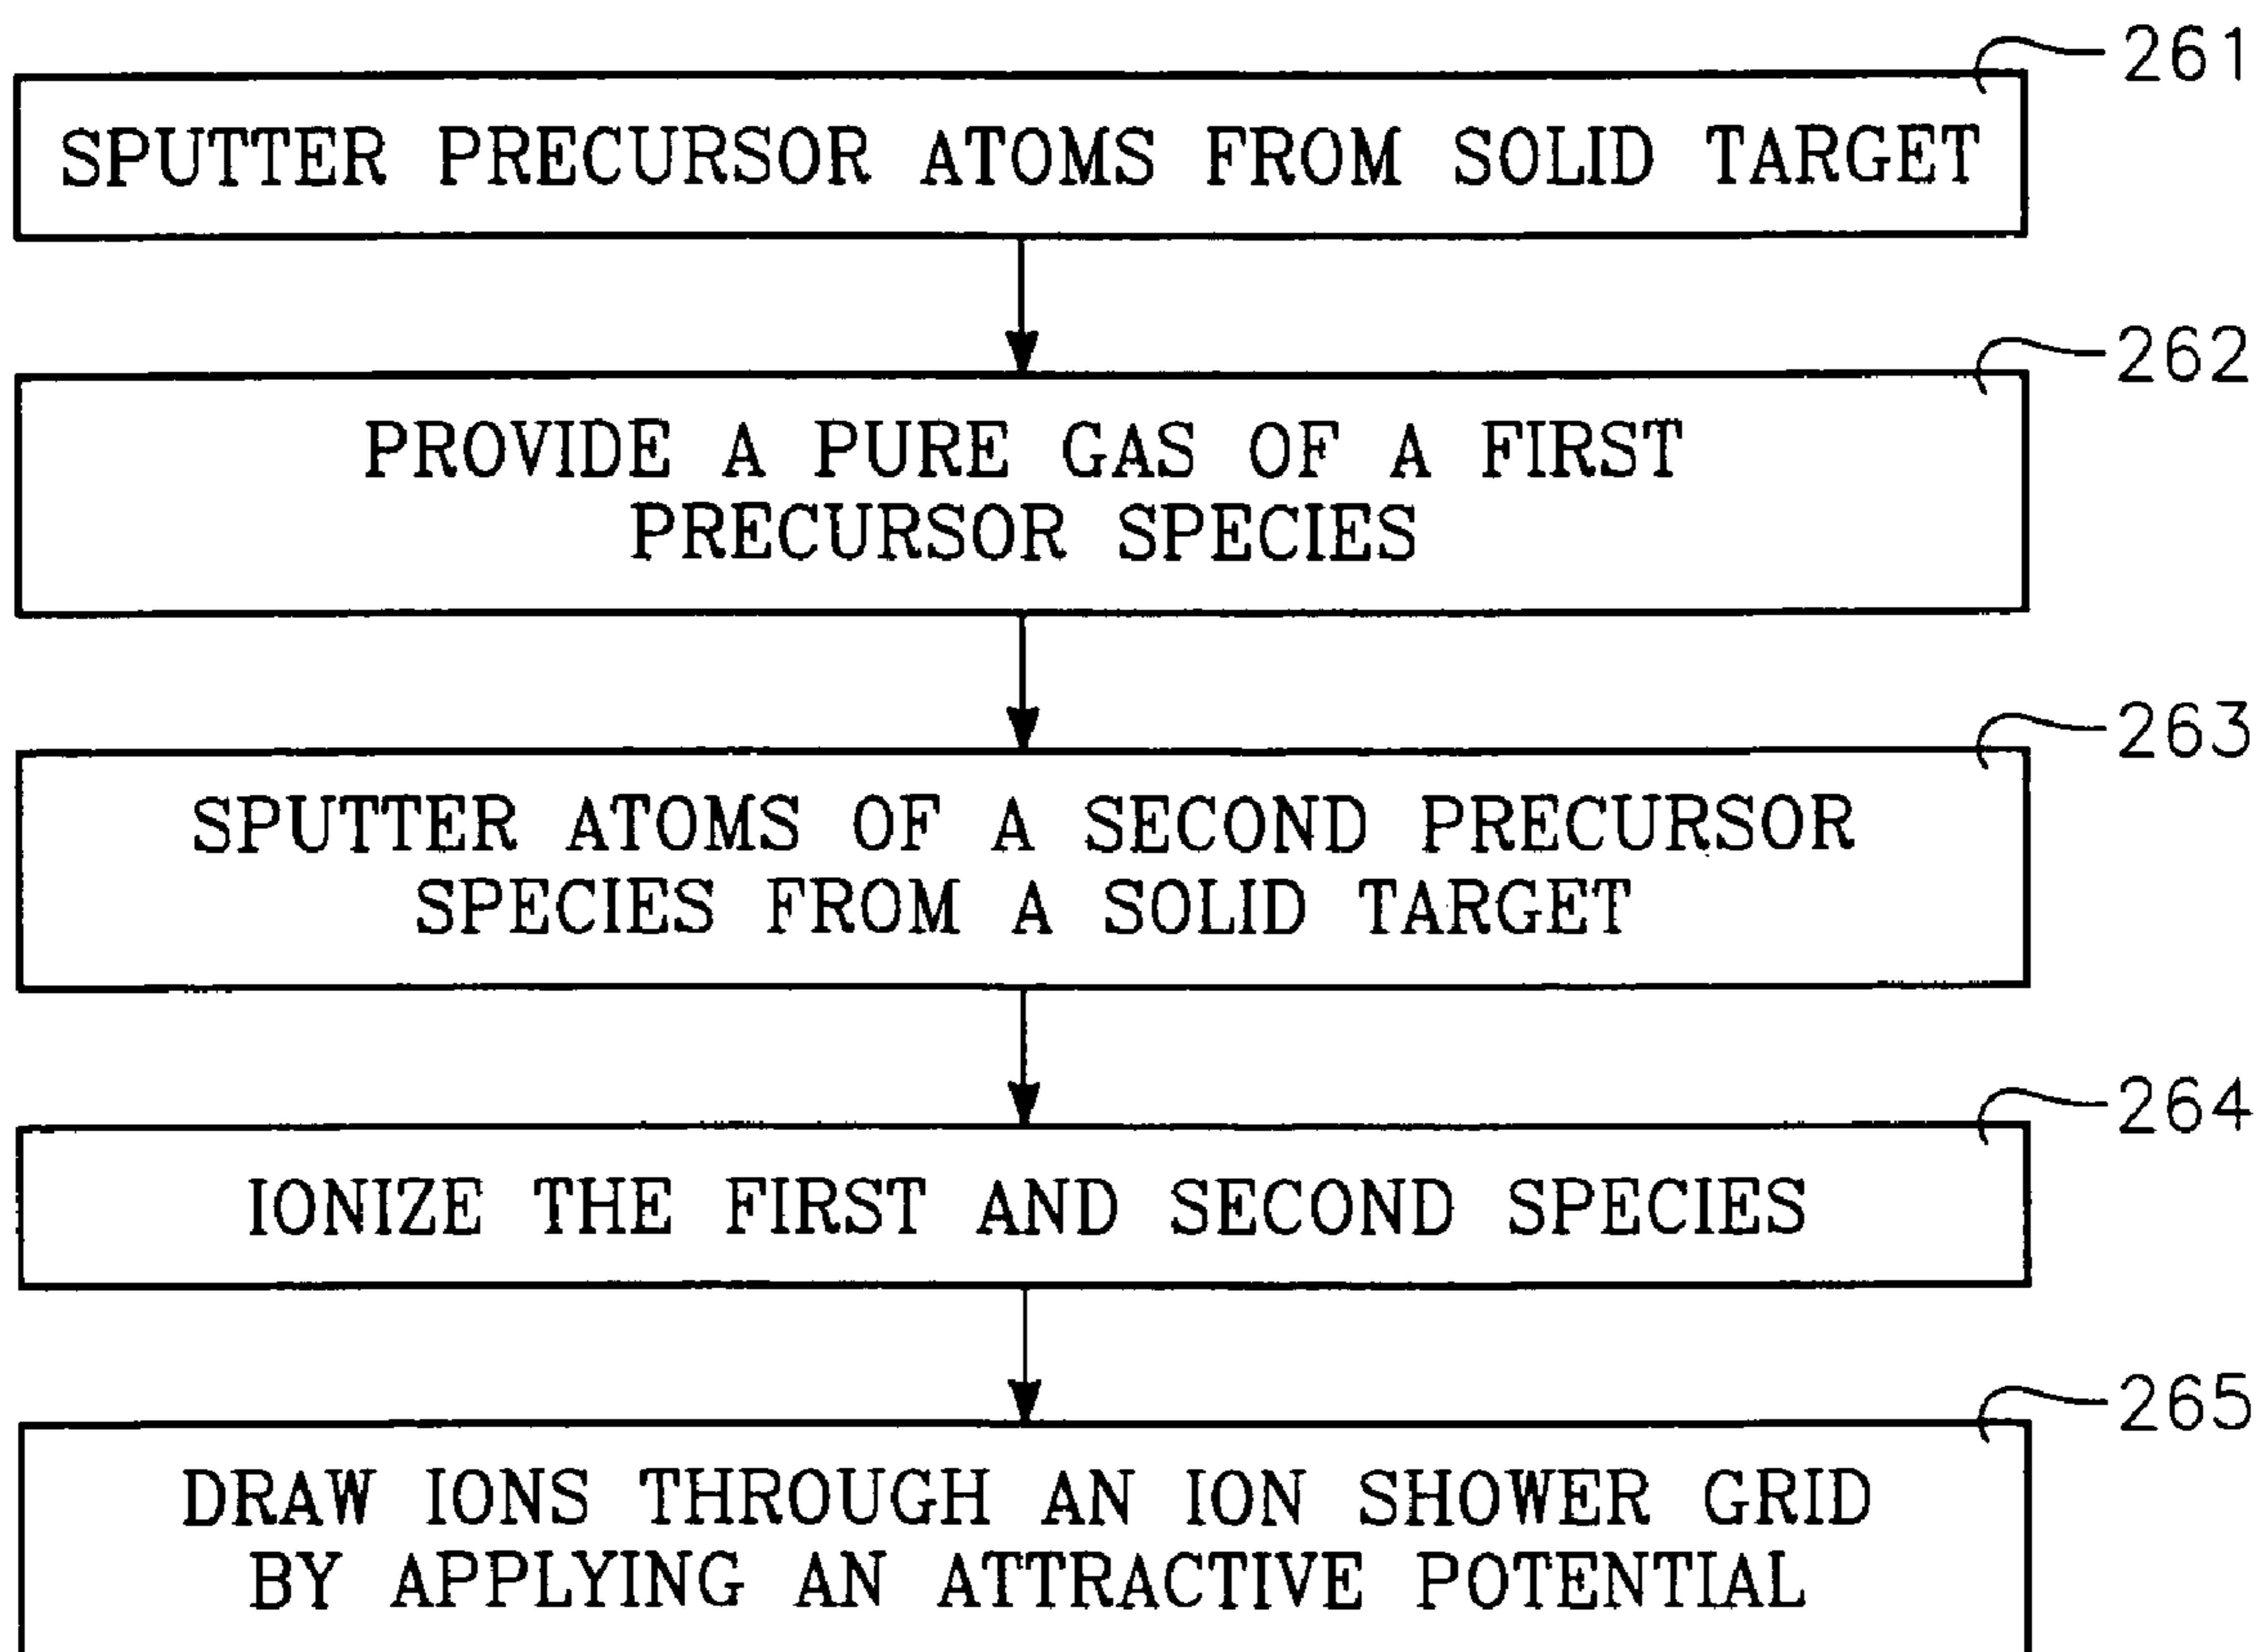 261
SPUTTER PRECURSOR ATOMS FROM SOLID TARGET
262
PROVIDE A PURE GAS OF A FIRST
PRECURSOR SPECIES
263
SPUTTER ATOMS OF A SECOND PRECURSOR
SPECIES FROM A SOLID TARGET
264
IONIZE THE FIRST AND SECOND SPECIES
265
DRAW IONS THROUGH AN ION SHOWER GRID
BY APPLYING AN ATTRACTIVE POTENTIAL